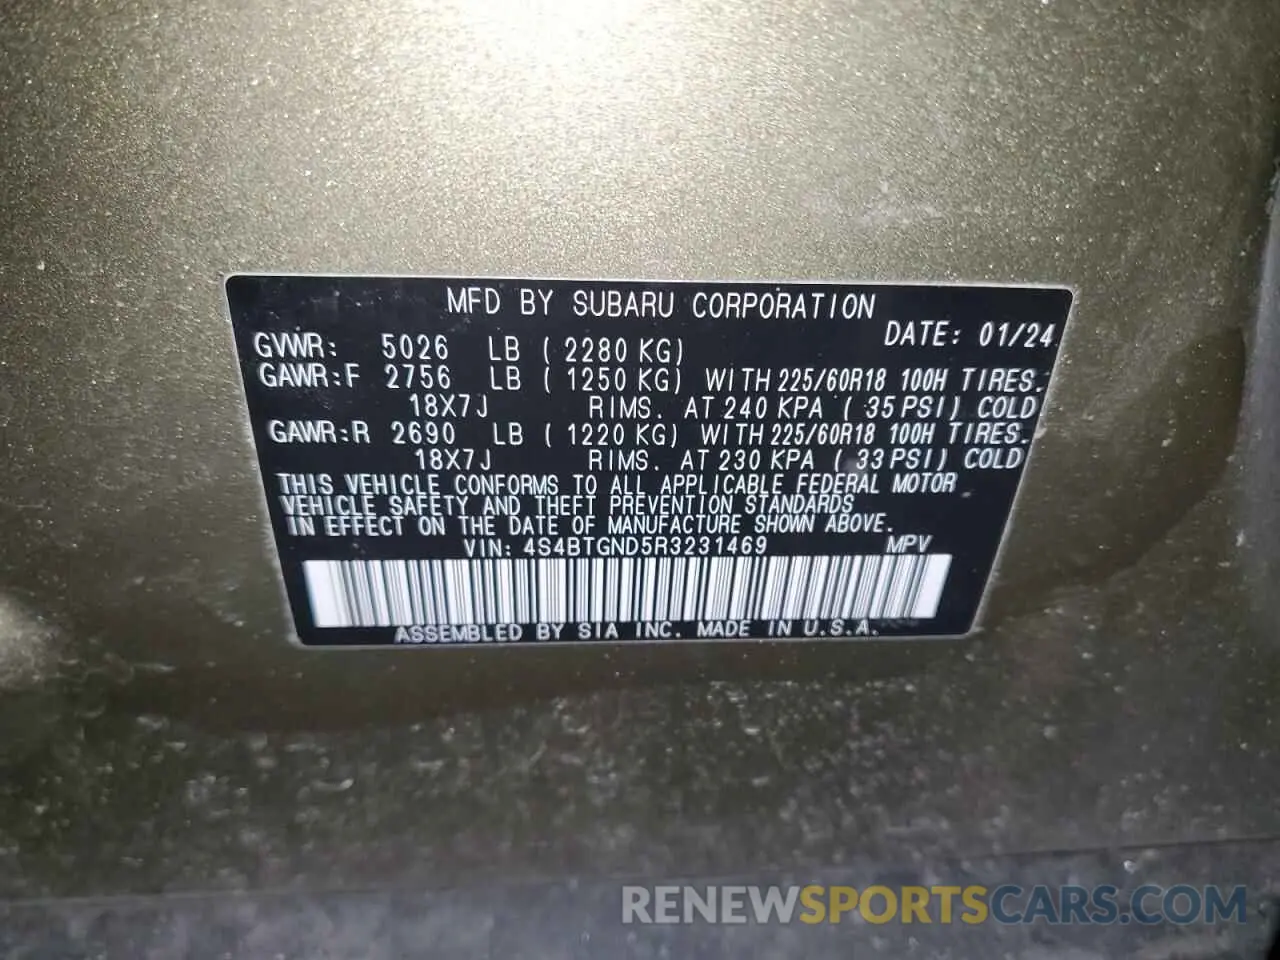 MFD BY SUBARU CORPORATION
DATE: 01/24
GVWR: 5026 LB ( 2280 KG)
GAWR:F 2756 LB ( 1250 KG) WITH 225/60R18 100H TIRES.
18X7J RIMS. AT 240 KPA ( 35 PSI) COLD
GAWR:R 2690 LB ( 1220 KG) WITH 225/60R18 100H TIRES.
18X7J RIMS. AT 230 KPA ( 33 PSI) COLD
THIS VEHICLE CONFORMS TO ALL APPLICABLE FEDERAL MOTOR
VEHICLE SAFETY AND THEFT PREVENTION STANDARDS
IN EFFECT ON THE DATE OF MANUFACTURE SHOWN ABOVE.
VIN: 4S4BTGND5R3231469 MPV
ASSEMBLED BY SIA INC. MADE IN U.S.A.
RENEWSPORTSCARS.COM